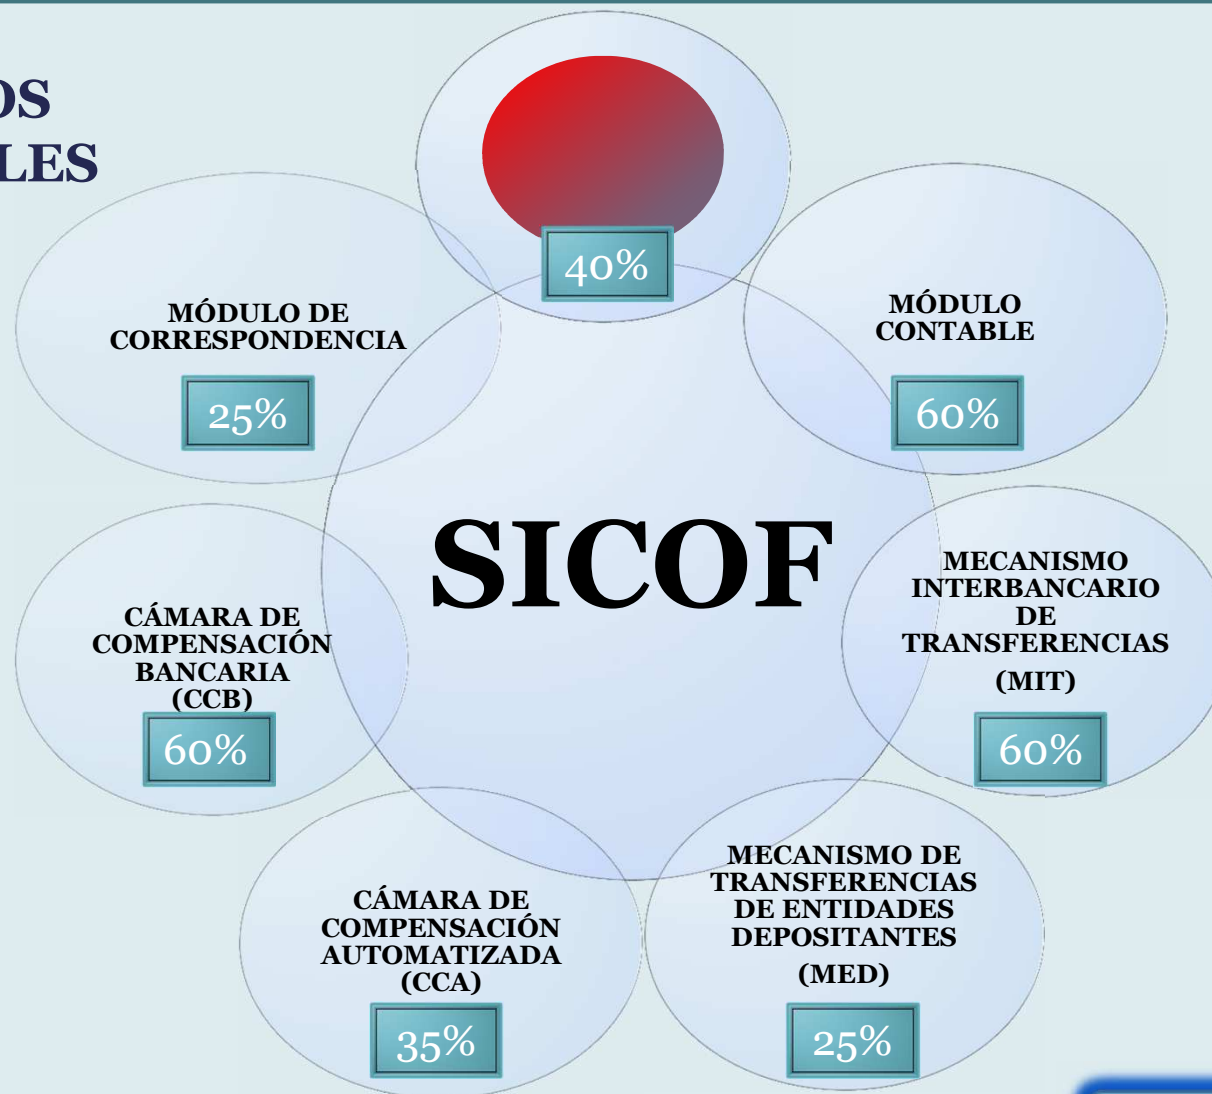 OS
LES
40%
MÓDULO DE
CORRESPONDENCIA
25%
MÓDULO
CONTABLE
60%
SICOF
MECANISMO
INTERBANCARIO
DE
TRANSFERENCIAS
(MIT)
60%
CÁMARA DE
COMPENSACIÓN
BANCARIA
(CCB)
60%
MECANISMO DE
TRANSFERENCIAS
DE ENTIDADES
DEPOSITANTES
(MED)
25%
CÁMARA DE
COMPENSACIÓN
AUTOMATIZADA
(CCA)
35%